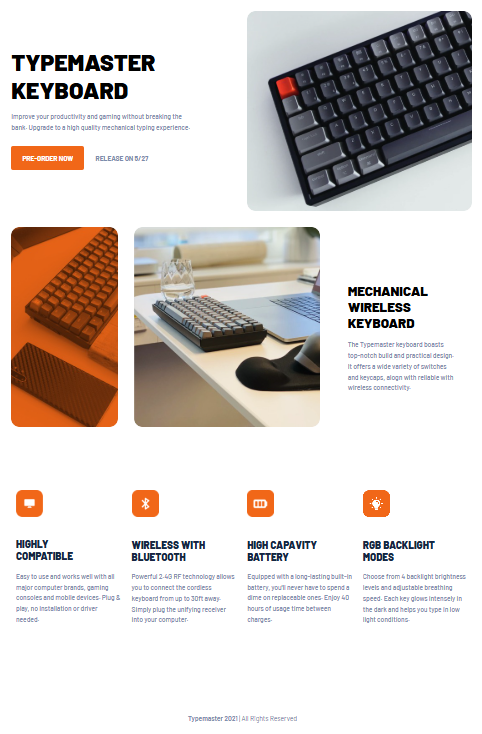 TYPEMASTER
KEYBOARD
Improve your productivity and gaming without breaking the
bank. Upgrade to a high quality mechanical typing experience.
PRE-ORDER NOW
RELEASE ON 5/27
MECHANICAL
WIRELESS
KEYBOARD
The Typemaster keyboard boasts
top-notch build and practical design.
It offers a wide variety of switches
and keycaps, alogn with reliable with
wireless connectivity.
HIGHLY
COMPATIBLE
Easy to use and works well with all
major computer brands, gaming
consoles and mobile devices. Plug &
play, no installation or driver
needed.
WIRELESS WITH
BLUETOOTH
Powerful 2.4G RF technology allows
you to connect the cordless
keyboard from up to 30ft away.
Simply plug the unifying receiver
into your computer.
HIGH CAPAVITY
BATTERY
Equipped with a long-lasting built-in
battery, you'll never have to spend a
dime on replaceable ones. Enjoy 40
hours of usage time between
charges.
RGB BACKLIGHT
MODES
Choose from 4 backlight brightness
levels and adjustable breathing
speed. Each key glows intensely in
the dark and helps you type in low
light conditions.
Typemaster 2021 | All Rights Reserved